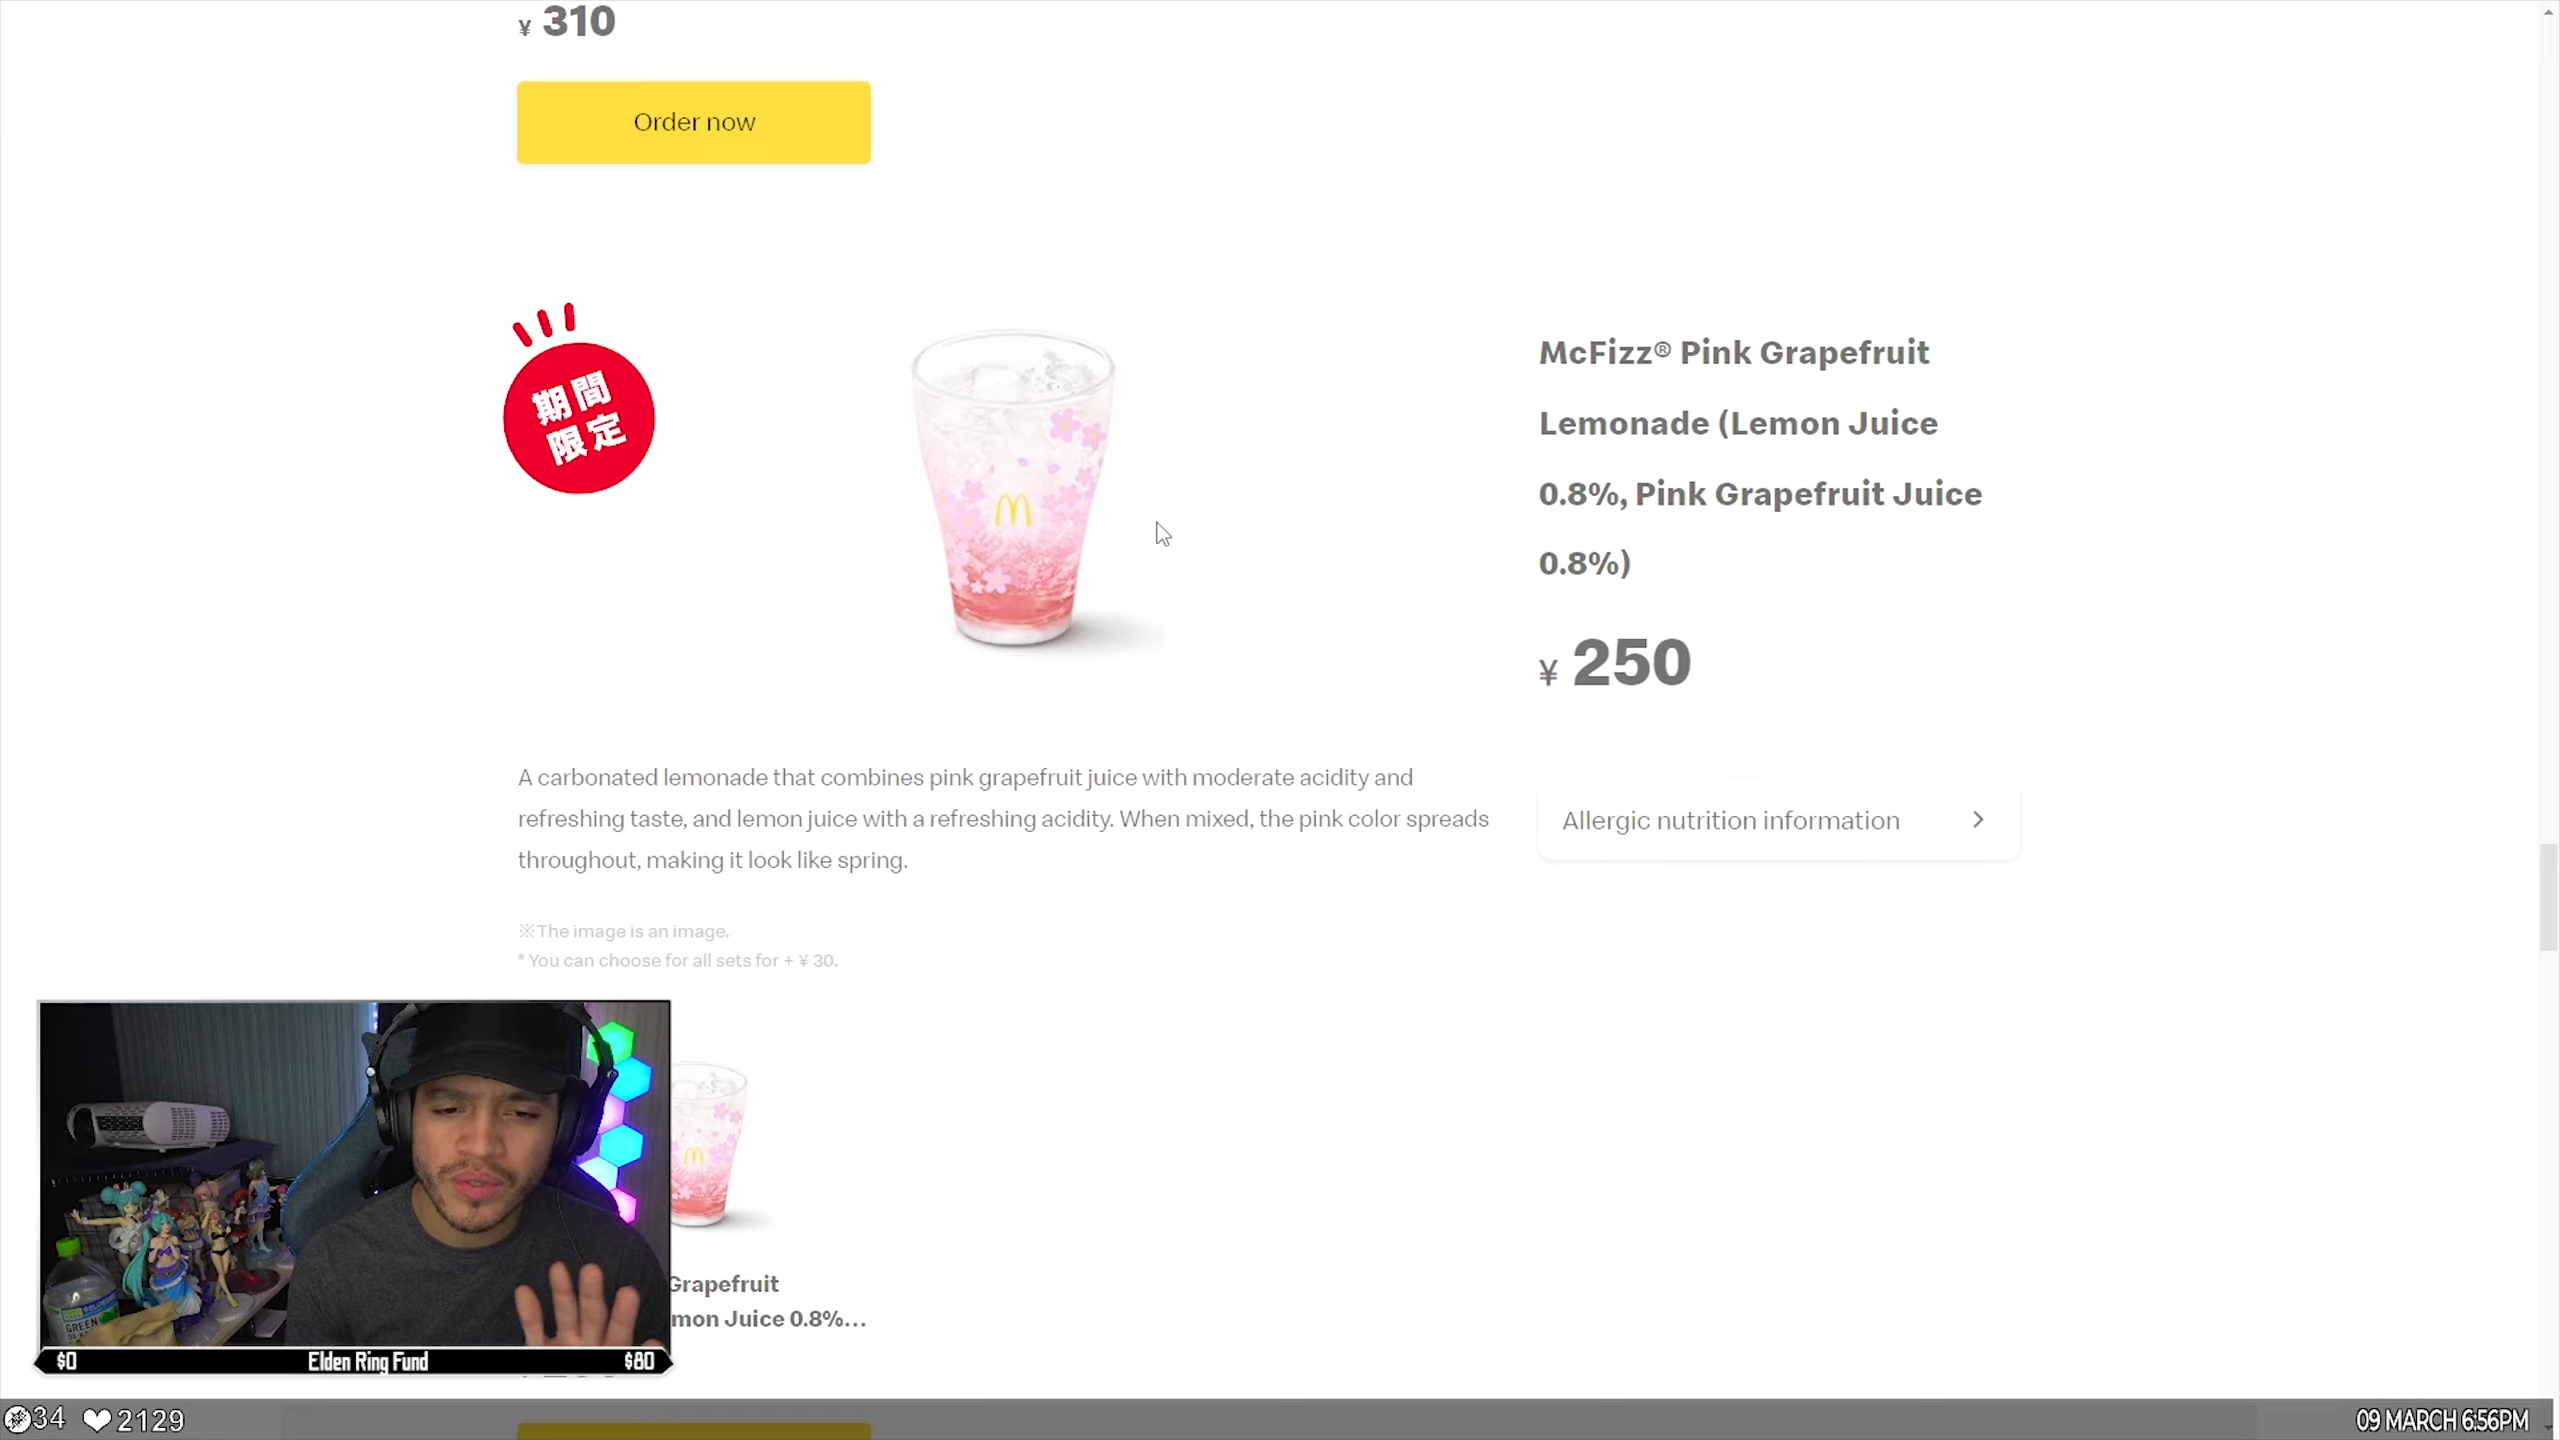 ¥ 310
Order now
期間
限定
McFizz® Pink Grapefruit
Lemonade (Lemon Juice
0.8%, Pink Grapefruit Juice
0.8%)
¥ 250
A carbonated lemonade that combines pink grapefruit juice with moderate acidity and
refreshing taste, and lemon juice with a refreshing acidity. When mixed, the pink color spreads
throughout, making it look like spring.
Allergic nutrition information
※The image is an image.
* You can choose for all sets for + ¥ 30.
Grapefruit
mon Juice 0.8%...
GREEN
$0 Elden Ring Fund $80
34 2129
09 MARCH 6:56PM